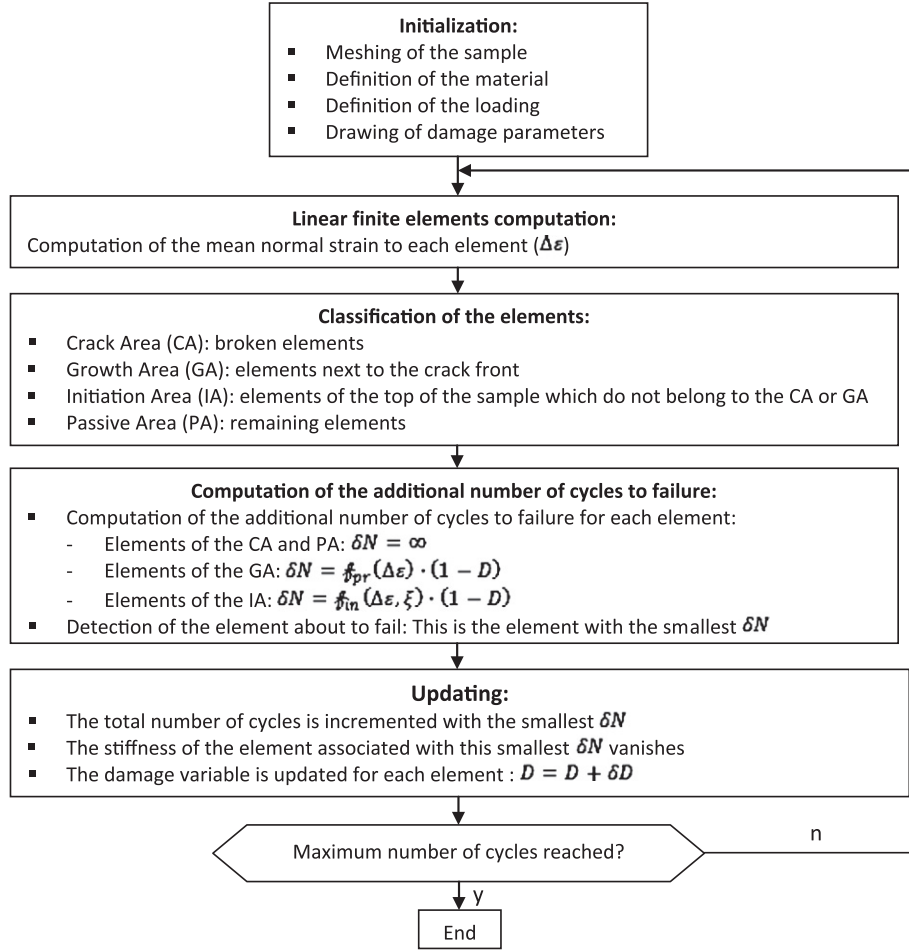 Initialization:
▪ Meshing of the sample
▪ Definition of the material
▪ Definition of the loading
▪ Drawing of damage parameters
Linear finite elements computation:
Computation of the mean normal strain to each element (Δε)
Classification of the elements:
▪ Crack Area (CA): broken elements
▪ Growth Area (GA): elements next to the crack front
▪ Initiation Area (IA): elements of the top of the sample which do not belong to the CA or GA
▪ Passive Area (PA): remaining elements
Computation of the additional number of cycles to failure:
▪ Computation of the additional number of cycles to failure for each element:
- Elements of the CA and PA: δN = ∞
- Elements of the GA: δN = f_pr(Δε) · (1 − D)
- Elements of the IA: δN = f_in(Δε, ξ) · (1 − D)
▪ Detection of the element about to fail: This is the element with the smallest δN
Updating:
▪ The total number of cycles is incremented with the smallest δN
▪ The stiffness of the element associated with this smallest δN vanishes
▪ The damage variable is updated for each element : D = D + δD
n
Maximum number of cycles reached?
y
End